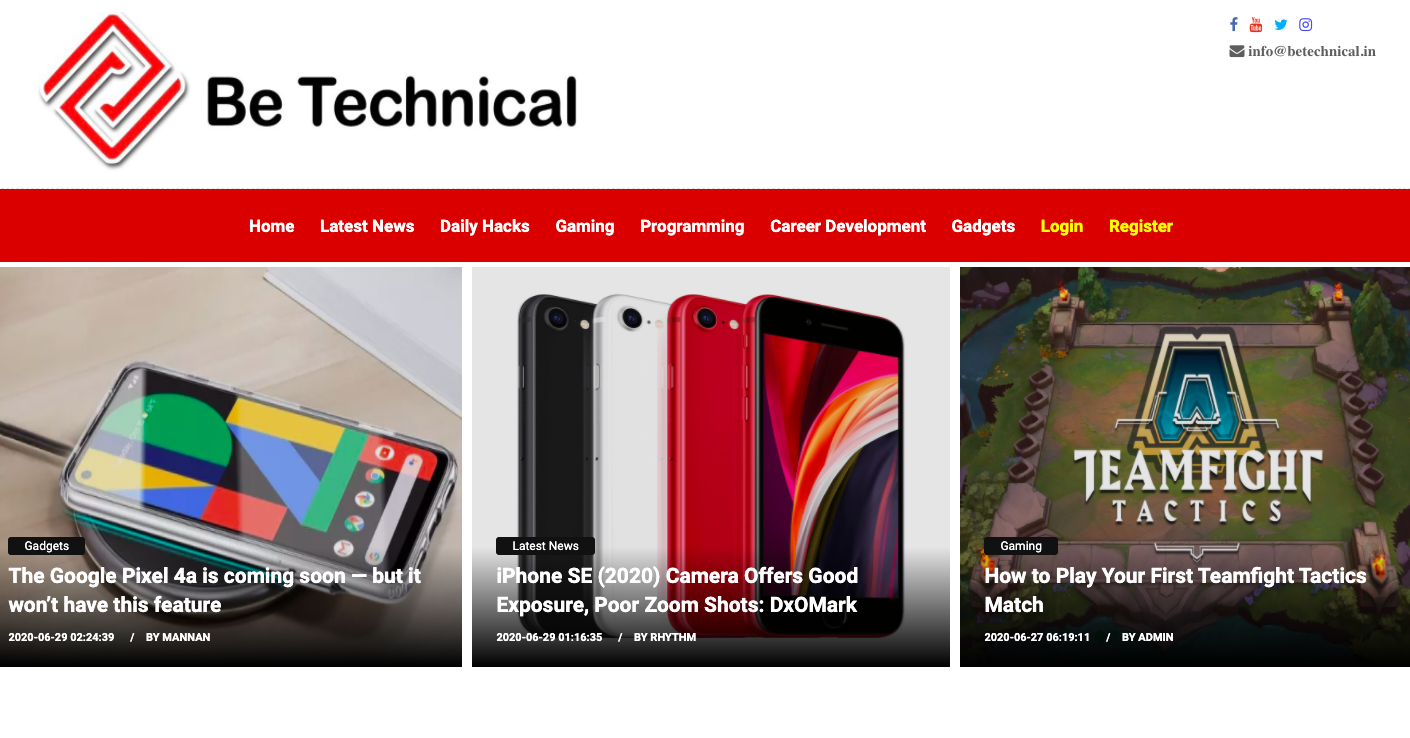 Be Technical
info@betechnical.in
Home Latest News Daily Hacks Gaming Programming Career Development Gadgets Login Register
Gadgets
The Google Pixel 4a is coming soon — but it
won’t have this feature
2020-06-29 02:24:39 / BY MANNAN
Latest News
iPhone SE (2020) Camera Offers Good
Exposure, Poor Zoom Shots: DxOMark
2020-06-29 01:16:35 / BY RHYTHM
TEAMFIGHT
TACTICS
Gaming
How to Play Your First Teamfight Tactics
Match
2020-06-27 06:19:11 / BY ADMIN